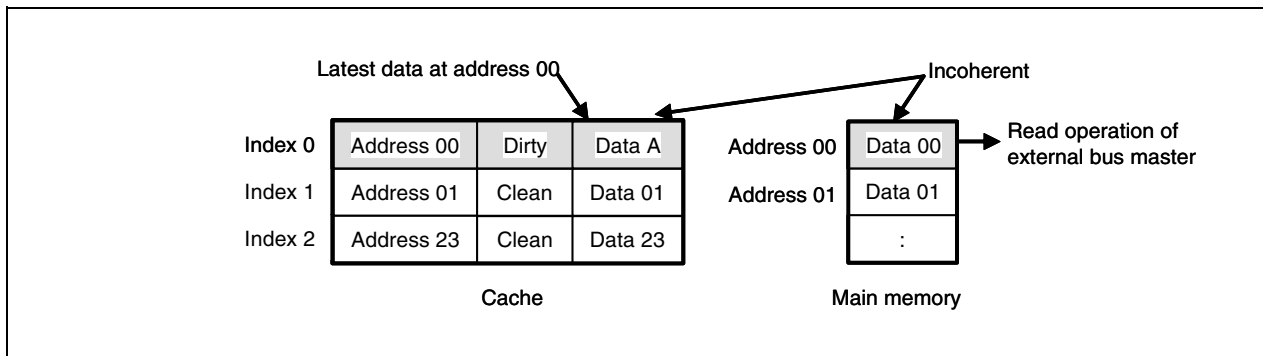 Latest data at address 00
Incoherent
Index 0 Address 00 Dirty Data A
Address 00 Data 00
Read operation of
external bus master
Index 1 Address 01 Clean Data 01
Address 01 Data 01
Index 2 Address 23 Clean Data 23
:
Cache
Main memory